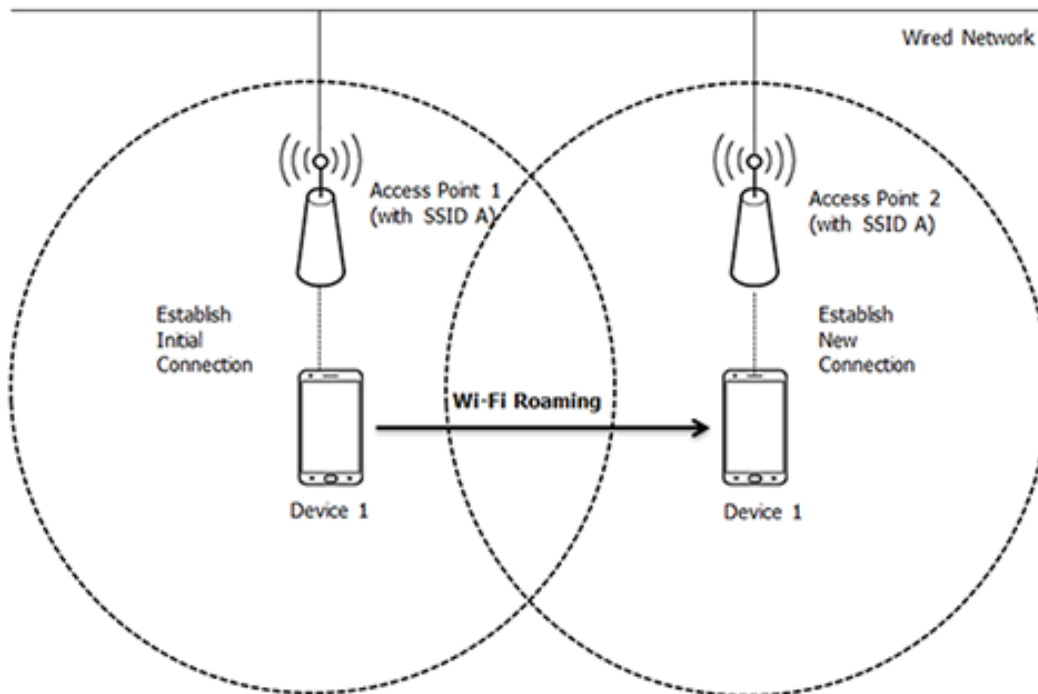 Wired Network
Access Point 1
(with SSID A)
Access Point 2
(with SSID A)
Establish
Initial
Connection
Establish
New
Connection
Wi-Fi Roaming
Device 1
Device 1